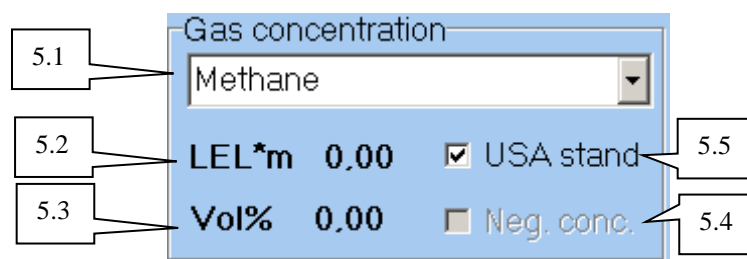 Gas concentration
5.1
Methane
5.2
LEL*m 0,00
USA stand
5.5
5.3
Vol% 0,00
Neg. conc.
5.4